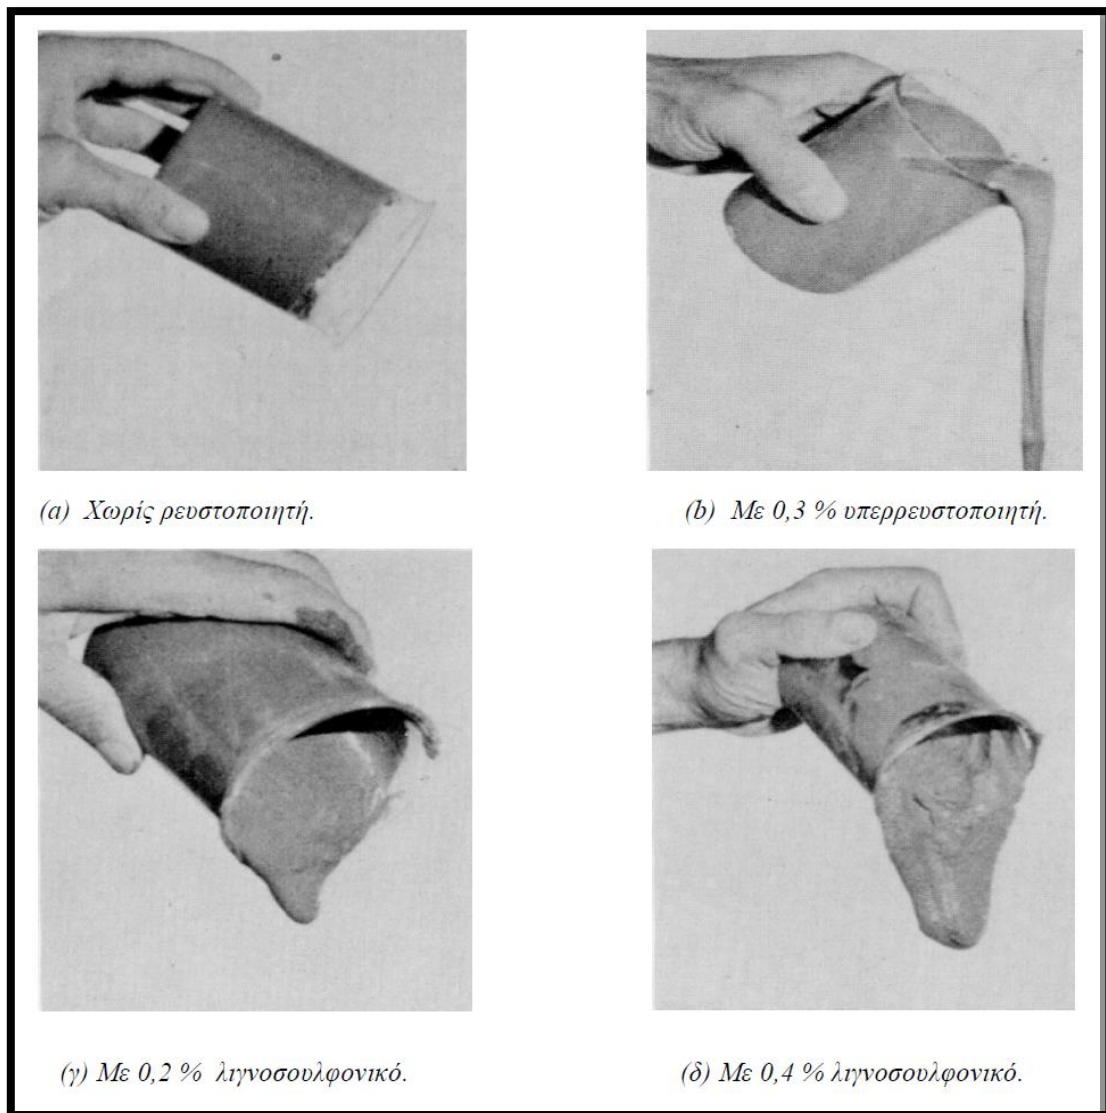 (a) Χωρίς ρευστοποιητή.
(b) Με 0,3 % υπερρευστοποιητή.
(γ) Με 0,2 % λιγνοσουλφονικό.
(δ) Με 0,4 % λιγνοσουλφονικό.